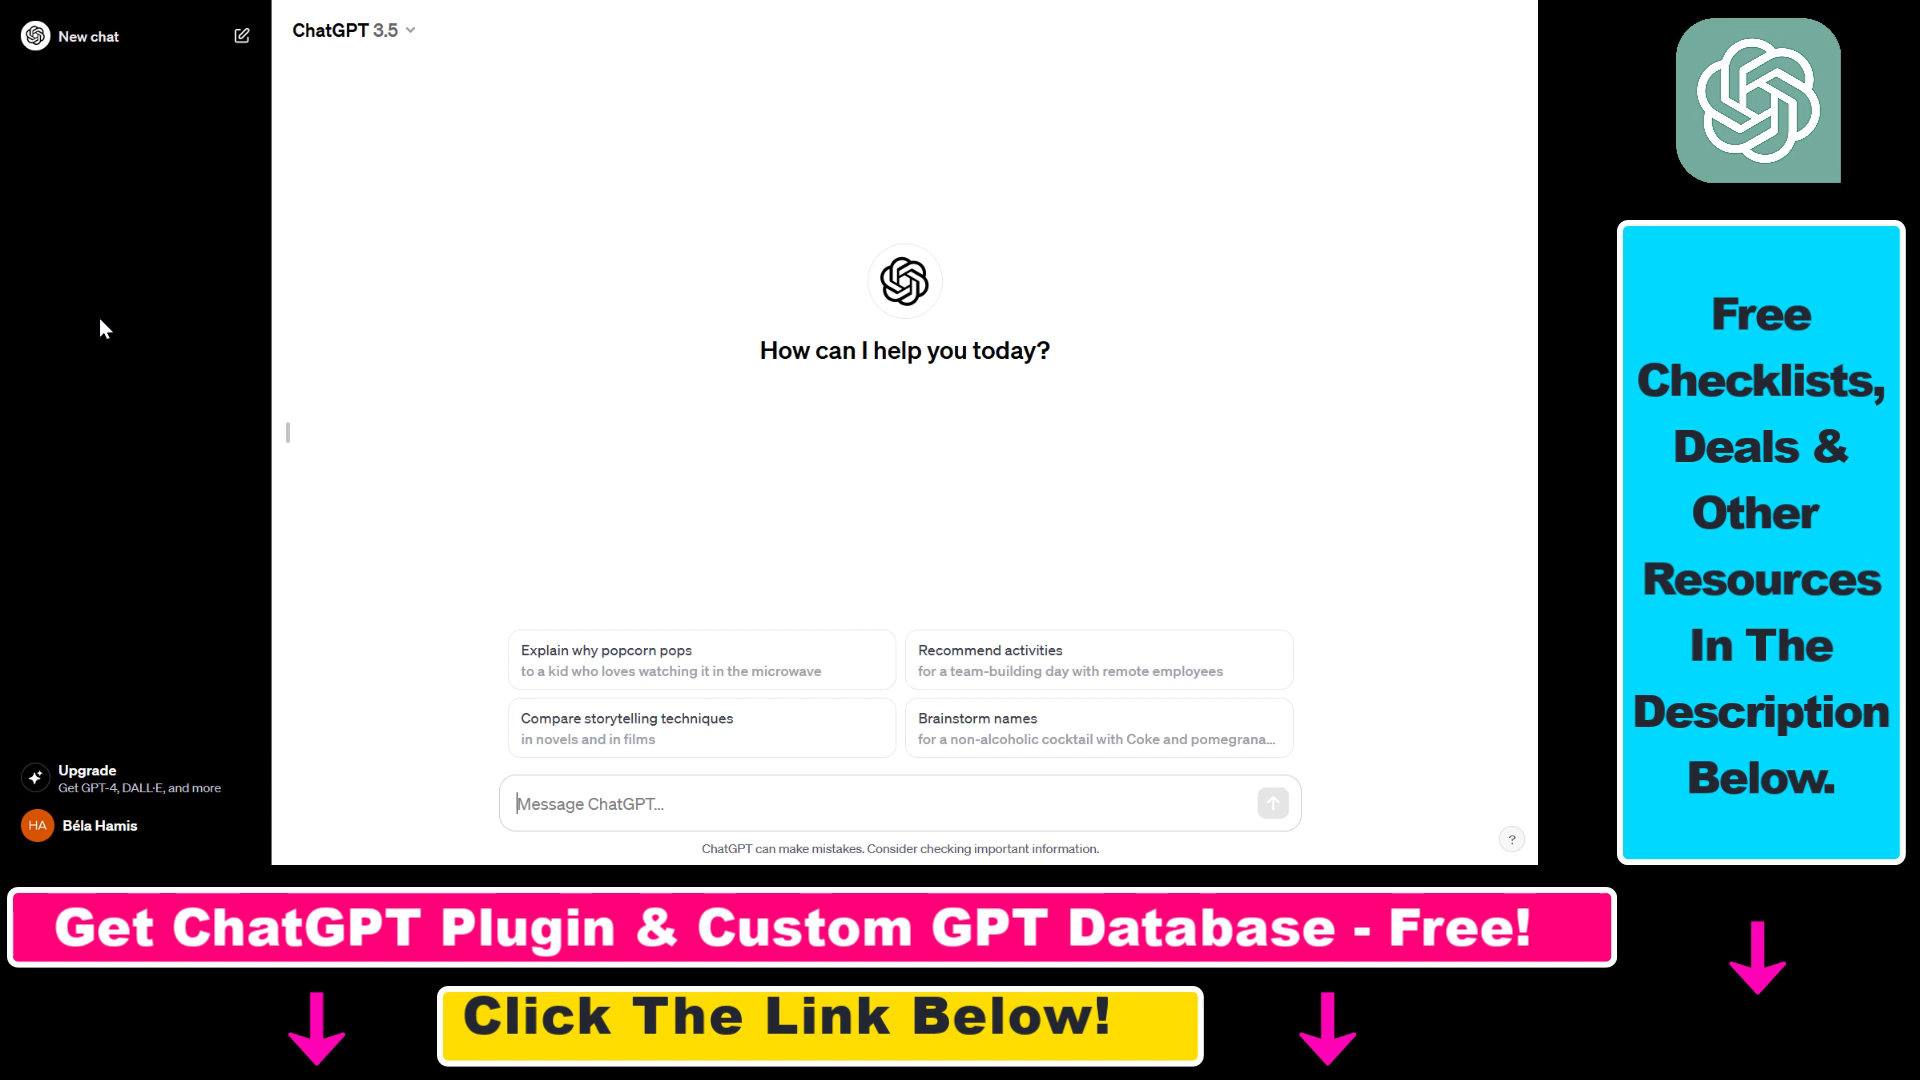 New chat
ChatGPT 3.5
How can I help you today?
Explain why popcorn pops
to a kid who loves watching it in the microwave
Recommend activities
for a team-building day with remote employees
Compare storytelling techniques
in novels and in films
Brainstorm names
for a non-alcoholic cocktail with Coke and pomegrana...
Upgrade
Get GPT-4, DALL·E, and more
HA
Béla Hamis
Message ChatGPT...
ChatGPT can make mistakes. Consider checking important information.
?
Free
Checklists,
Deals &
Other
Resources
In The
Description
Below.
Get ChatGPT Plugin & Custom GPT Database - Free!
Click The Link Below!